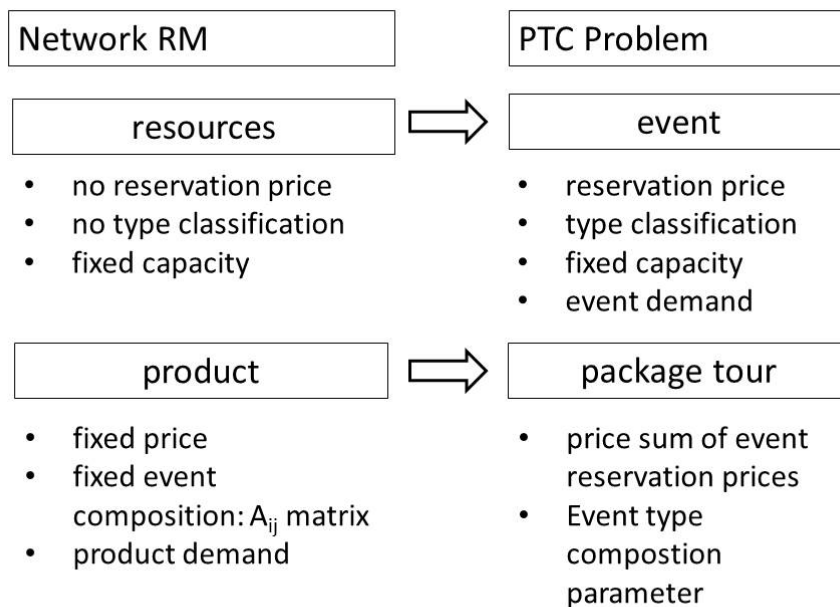 Network RM
PTC Problem
resources
event
• no reservation price
• no type classification
• fixed capacity
• reservation price
• type classification
• fixed capacity
• event demand
product
package tour
• fixed price
• fixed event
composition: Aij matrix
• product demand
• price sum of event
reservation prices
• Event type
compostion
parameter